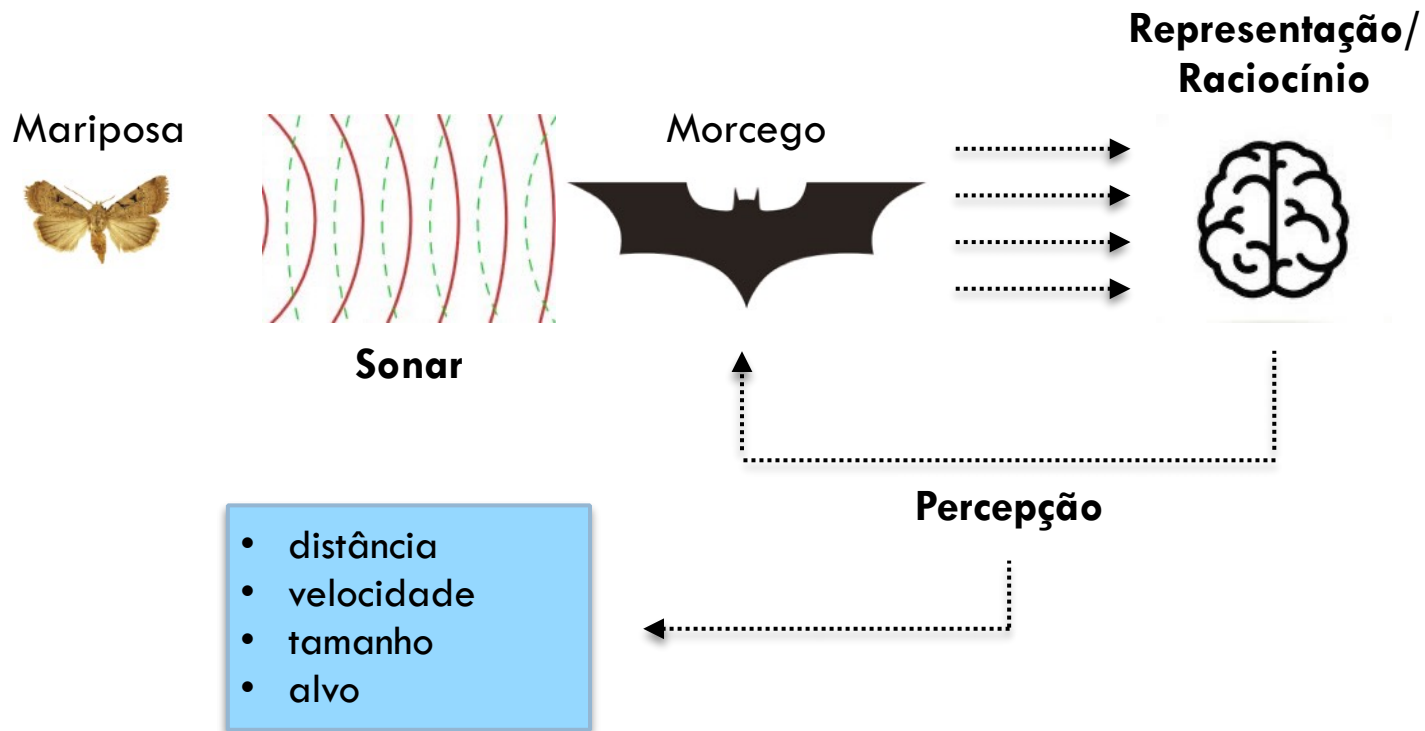 Representação/
Raciocínio
Mariposa
Morcego
Sonar
Percepção
• distância
• velocidade
• tamanho
• alvo